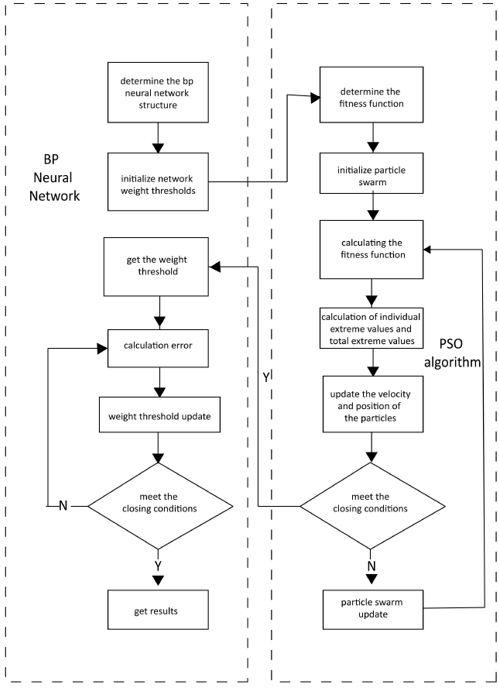 determine the bp
neural network
structure
BP
Neural
Network
initialize network
weight thresholds
get the weight
threshold
calculation error
weight threshold update
meet the
closing conditions
N
Y
get results
determine the
fitness function
initialize particle
swarm
calculating the
fitness function
calculation of individual
extreme values and
total extreme values
PSO
algorithm
update the velocity
and position of
the particles
Y
meet the
closing conditions
N
particle swarm
update